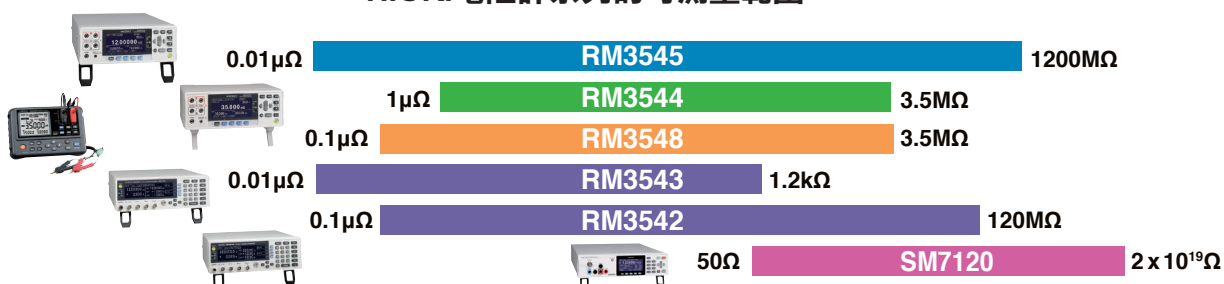 0.01µΩ RM3545 1200MΩ
1µΩ RM3544 3.5MΩ
0.1µΩ RM3548 3.5MΩ
0.01µΩ RM3543 1.2kΩ
0.1µΩ RM3542 120MΩ
50Ω SM7120 2 x 10¹⁹Ω